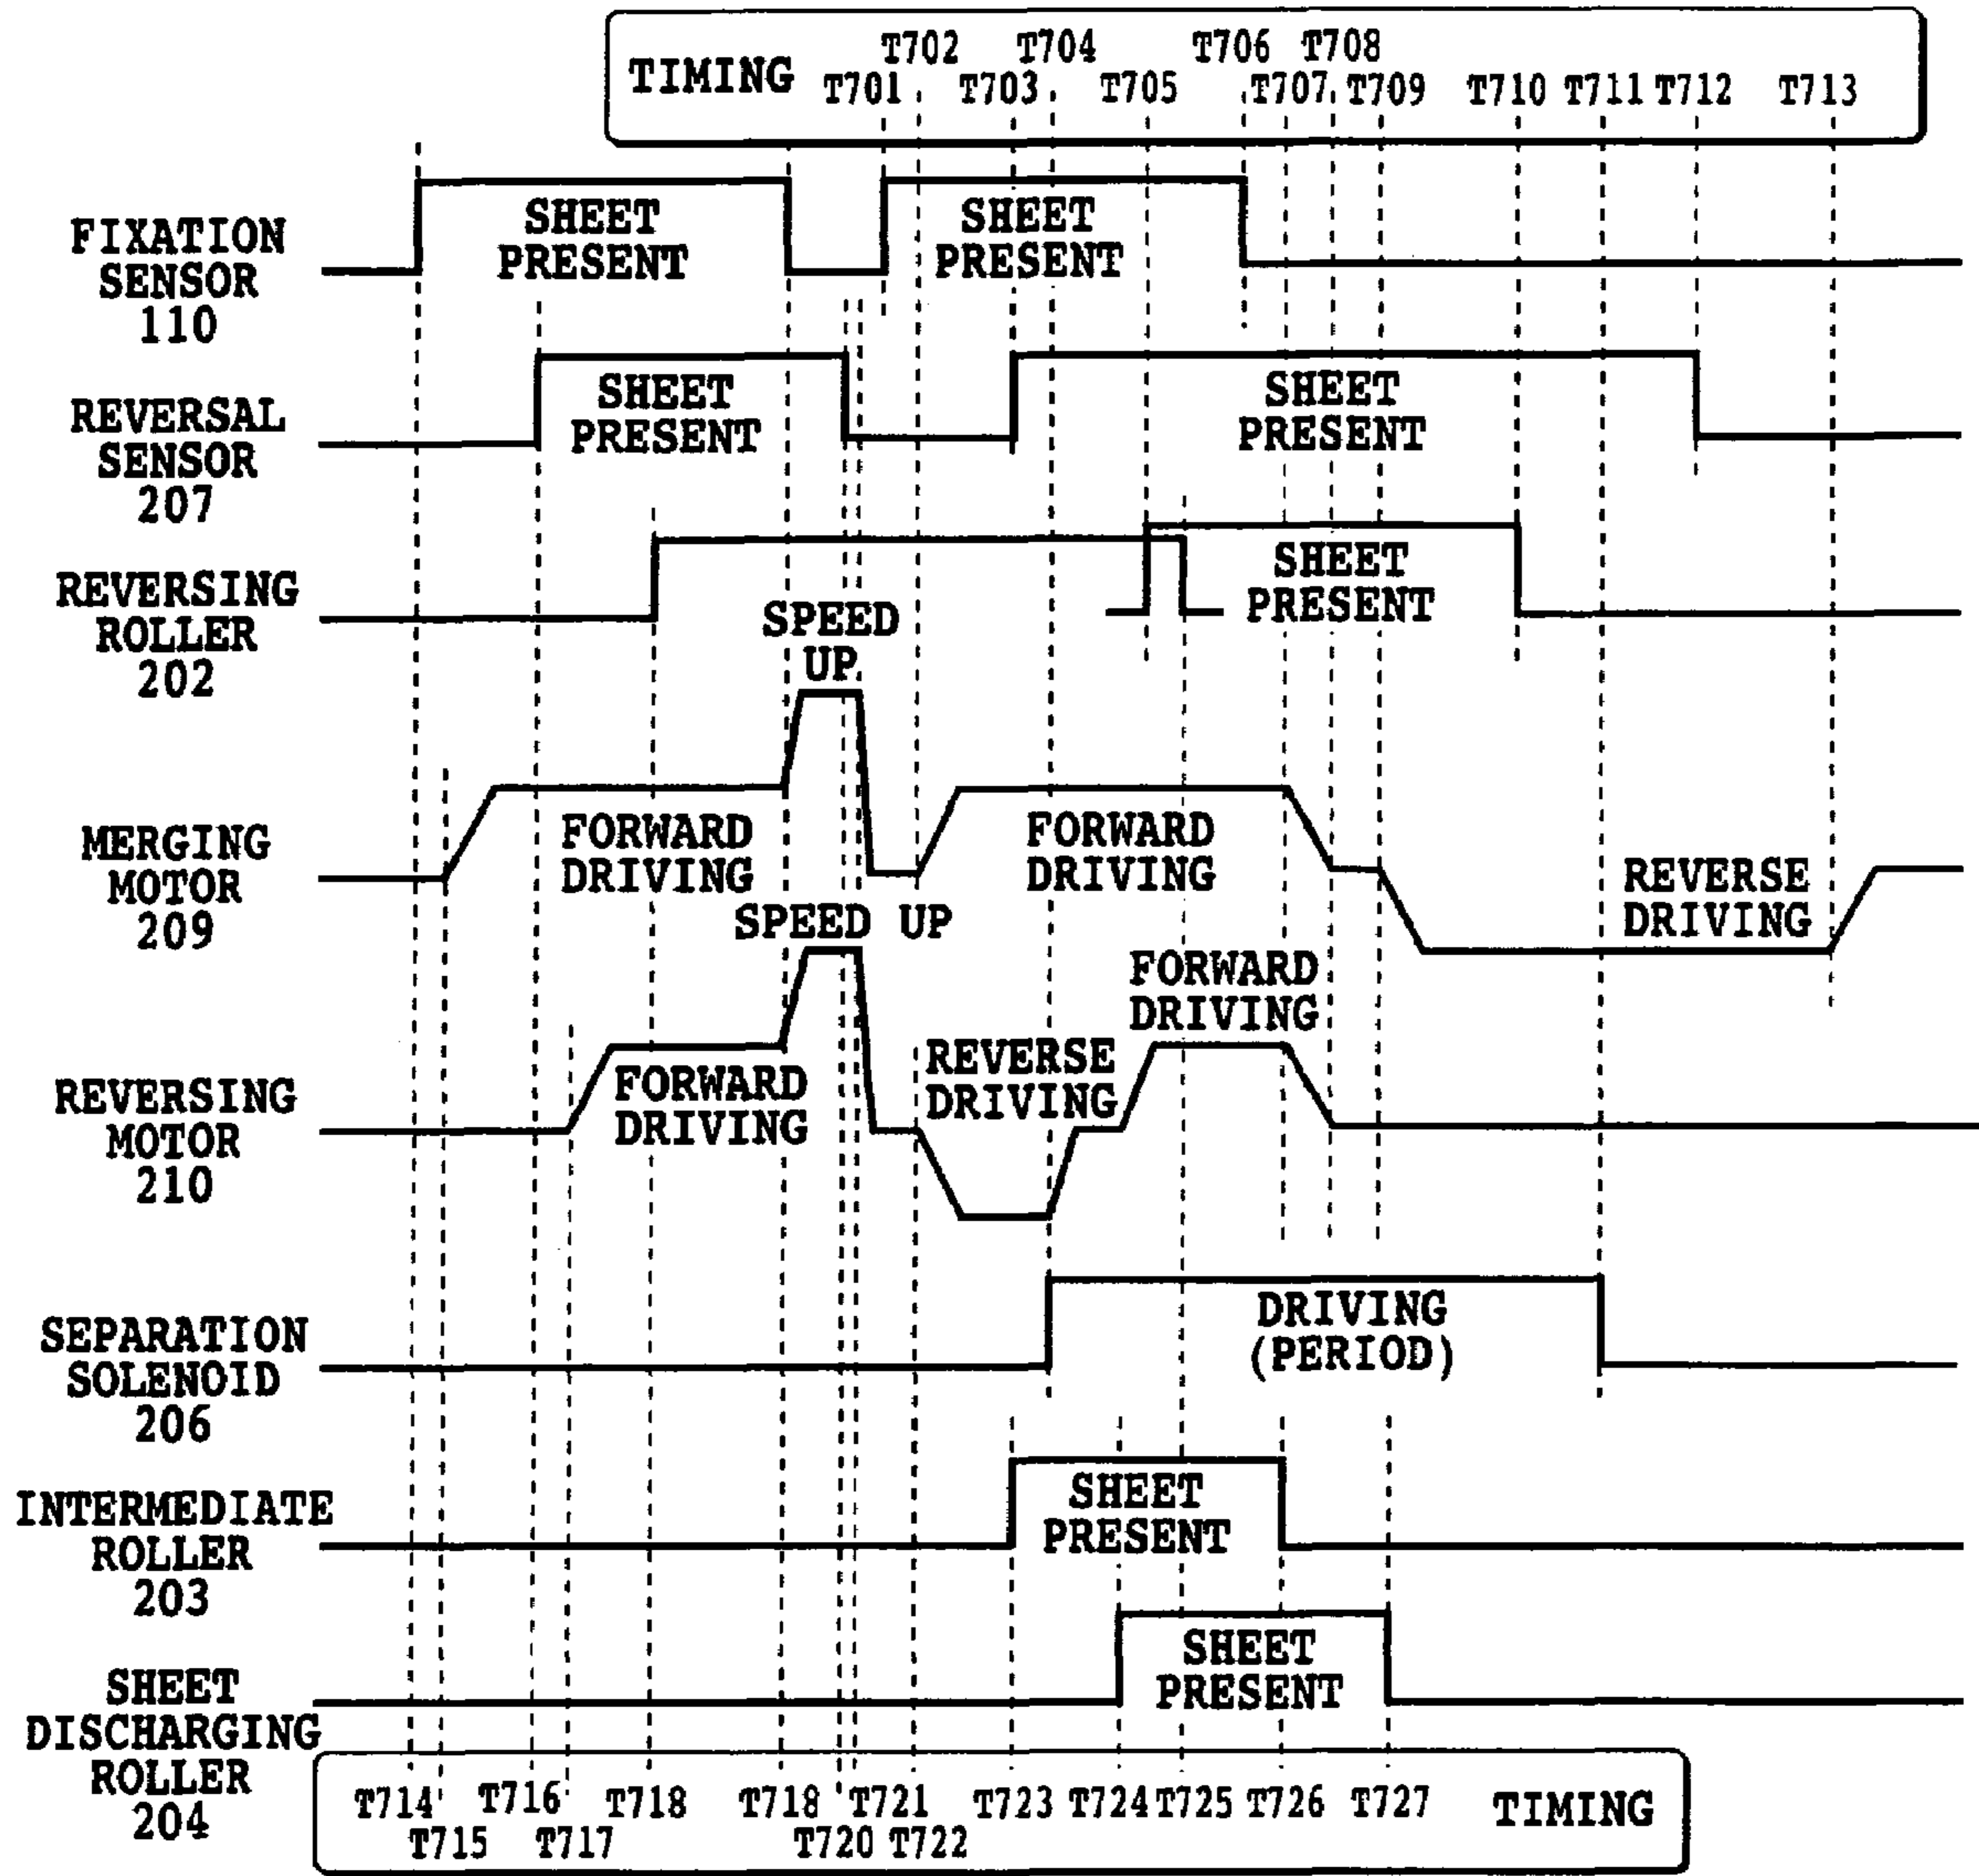 T702 T704 T706 T708
TIMING T701 T703 T705 T707 T709 T710 T711 T712 T713
FIXATION
SENSOR
110
SHEET
PRESENT
SHEET
PRESENT
REVERSAL
SENSOR
207
SHEET
PRESENT
SHEET
PRESENT
REVERSING
ROLLER
202
SHEET
PRESENT
SPEED
UP
MERGING
MOTOR
209
FORWARD
DRIVING
FORWARD
DRIVING
REVERSE
DRIVING
SPEED UP
REVERSING
MOTOR
210
FORWARD
DRIVING
REVERSE
DRIVING
FORWARD
DRIVING
SEPARATION
SOLENOID
206
DRIVING
(PERIOD)
INTERMEDIATE
ROLLER
203
SHEET
PRESENT
SHEET
DISCHARGING
ROLLER
204
SHEET
PRESENT
T714 T716 T718 T718 T721 T723 T724 T725 T726 T727 TIMING
T715 T717 T720 T722